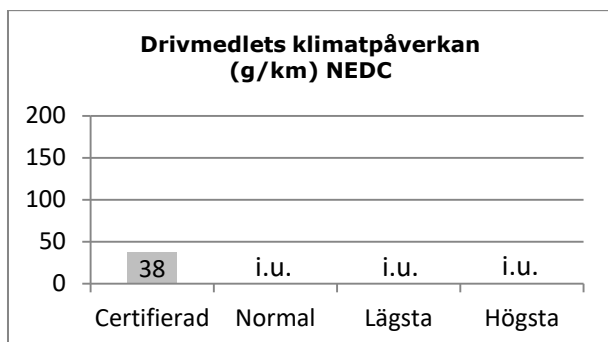 Drivmedlets klimatpåverkan
(g/km) NEDC
200
150
100
50
0
38 i.u. i.u. i.u.
Certifierad Normal Lägsta Högsta